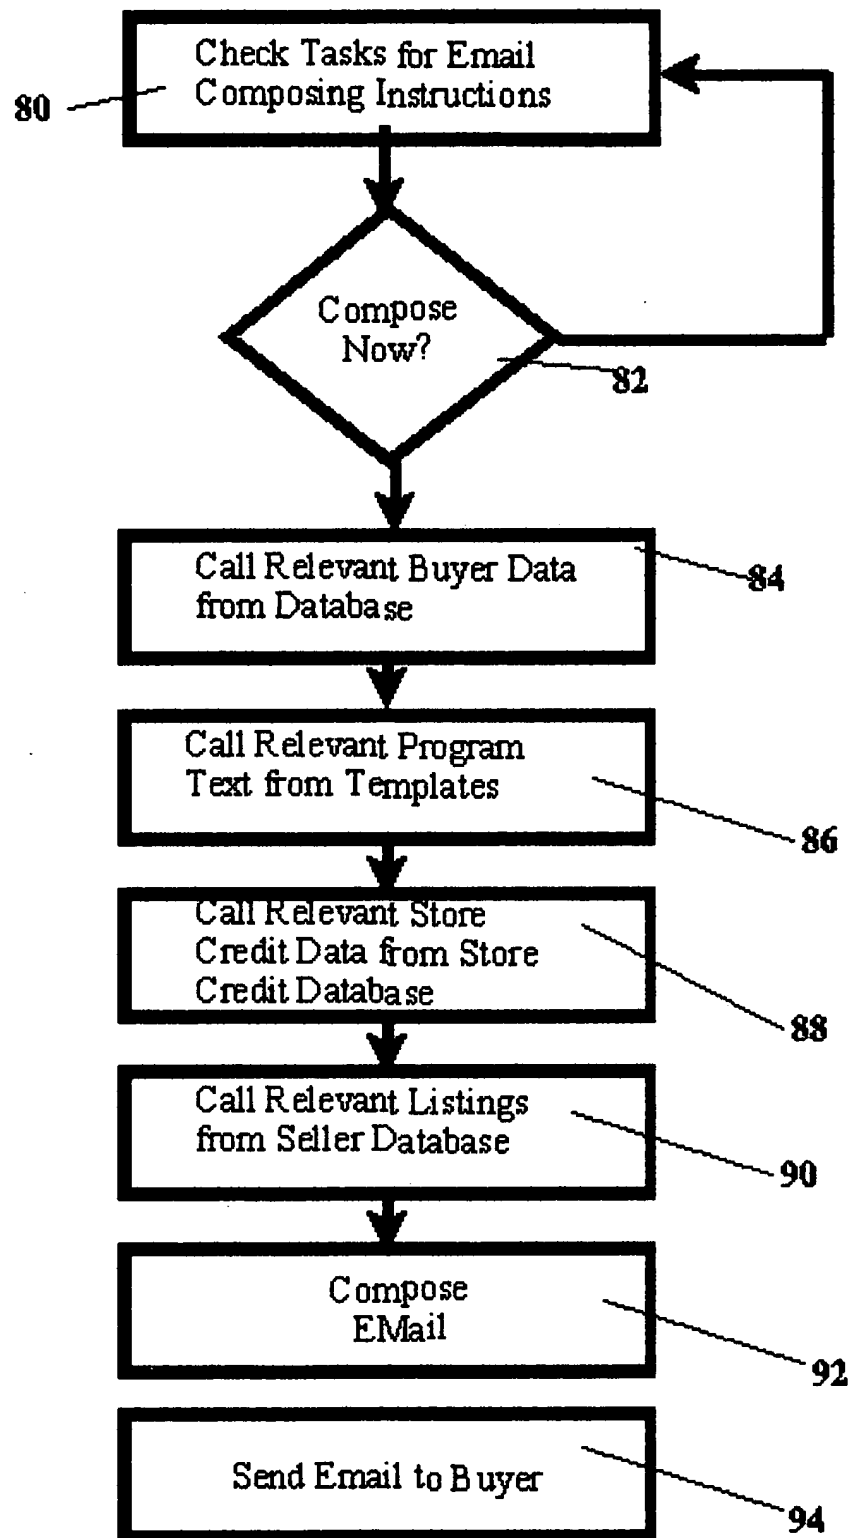 Check Tasks for Email
Composing Instructions
80
Compose
Now?
82
Call Relevant Buyer Data
from Database
84
Call Relevant Program
Text from Templates
86
Call Relevant Store
Credit Data from Store
Credit Database
88
Call Relevant Listings
from Seller Database
90
Compose
EMail
92
Send Email to Buyer
94